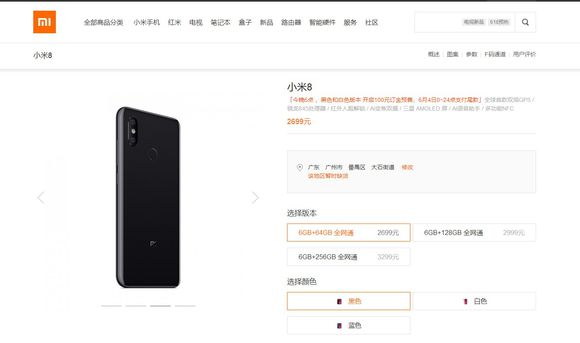 mi
全部商品分类 小米手机 红米 电视 笔记本 盒子 新品 路由器 智能硬件 服务 社区
电视新品 618预热
小米8
概述 | 图集 | 参数 | F码通道 | 用户评价
小米8
「今晚6点，黑色和白色版本 开启100元订金预售，6月4日0~24点支付尾款」全球首款双频GPS /
骁龙845处理器 / 红外人脸解锁 / AI变焦双摄 / 三星 AMOLED 屏 / AI语音助手 / 多功能NFC
2699元
广东 广州市 番禺区 大石街道 修改
该地区暂时缺货
选择版本
6GB+64GB 全网通 2699元
6GB+128GB 全网通 2999元
6GB+256GB 全网通 3299元
选择颜色
黑色
白色
蓝色